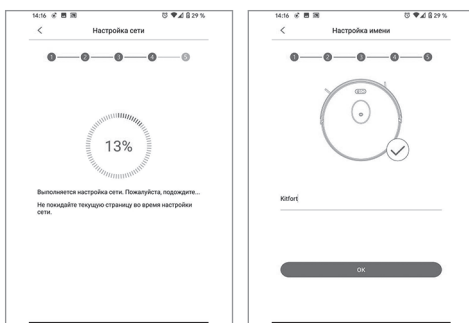 14:16 29 %
Настройка сети
1 2 3 4 5
13%
Выполняется настройка сети. Пожалуйста, подождите...
Не покидайте текущую страницу во время настройки
сети.
14:16 29 %
Настройка имени
1 2 3 4 5
Kitfort
ОК